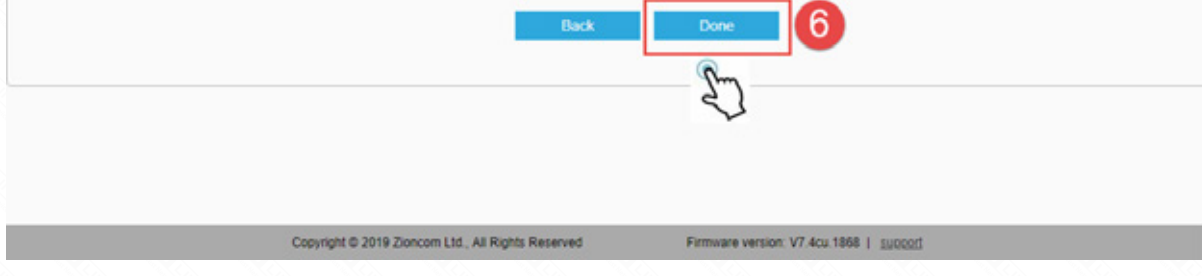 Back Done 6
Copyright © 2019 Zioncom Ltd., All Rights Reserved Firmware version: V7.4cu.1868 | support